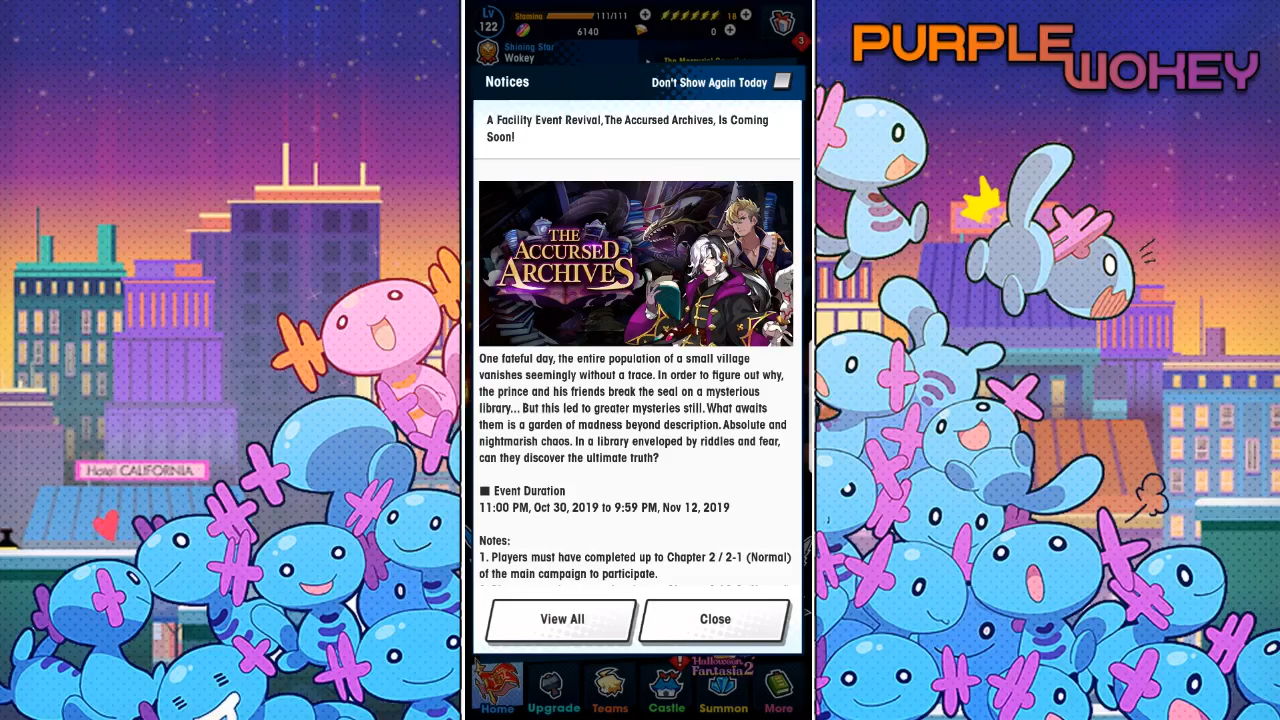 Lv
122
Stamina 111/111 18
6140 0
3
Shining Star
Wokey
PURPLE
WOKEY
Notices
Don't Show Again Today
A Facility Event Revival, The Accursed Archives, Is Coming
Soon!
THE
ACCURSED
ARCHIVES
One fateful day, the entire population of a small village
vanishes seemingly without a trace. In order to figure out why,
the prince and his friends break the seal on a mysterious
library... But this led to greater mysteries still. What awaits
them is a garden of madness beyond description. Absolute and
nightmarish chaos. In a library enveloped by riddles and fear,
can they discover the ultimate truth?
■ Event Duration
11:00 PM, Oct 30, 2019 to 9:59 PM, Nov 12, 2019
Notes:
1. Players must have completed up to Chapter 2 / 2-1 (Normal)
of the main campaign to participate.
View All
Close
Hotel CALIFORNIA
Halloween
Fantasia 2
Home Upgrade Teams Castle Summon More